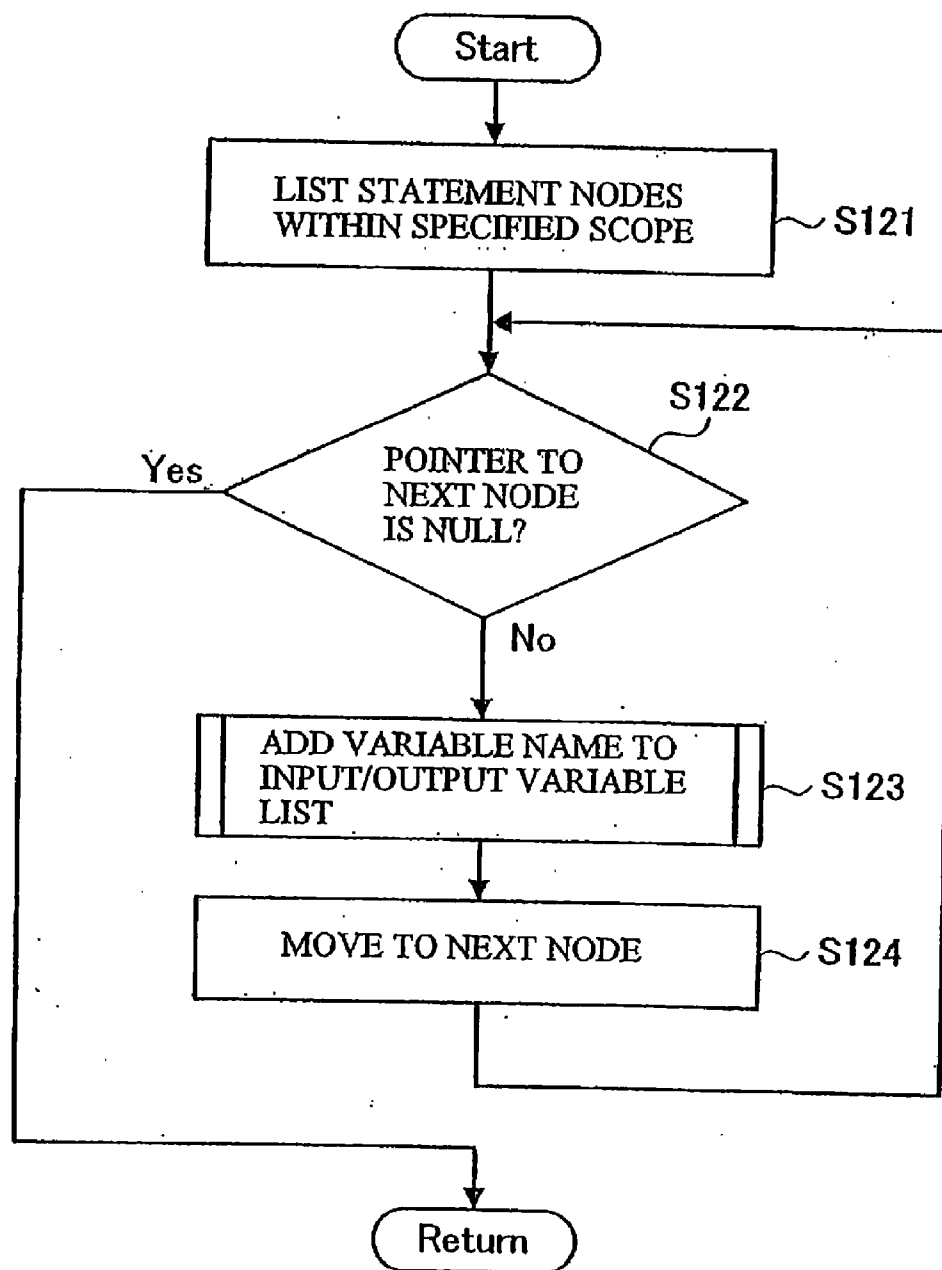 Start
LIST STATEMENT NODES
WITHIN SPECIFIED SCOPE
S121
S122
Yes
POINTER TO
NEXT NODE
IS NULL?
No
ADD VARIABLE NAME TO
INPUT/OUTPUT VARIABLE
LIST
S123
MOVE TO NEXT NODE
S124
Return